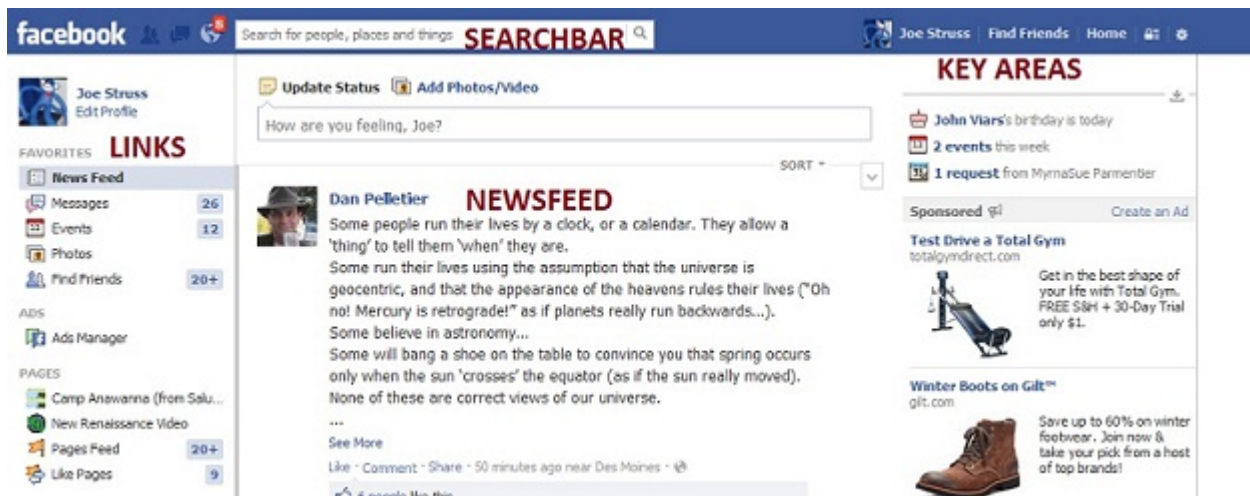 facebook
8
Search for people, places and things
SEARCHBAR
Joe Struss
Find Friends
Home
Joe Struss
Edit Profile
LINKS
FAVORITES
News Feed
Messages 26
Events 12
Photos
Find Friends 20+
ADS
Ads Manager
PAGES
Camp Anawanna (from Salu...
New Renaissance Video
Pages Feed 20+
Like Pages 9
Update Status
Add Photos/Video
How are you feeling, Joe?
SORT
NEWSFEED
Dan Pelletier
Some people run their lives by a clock, or a calendar. They allow a
'thing' to tell them 'when' they are.
Some run their lives using the assumption that the universe is
geocentric, and that the appearance of the heavens rules their lives ("Oh
no! Mercury is retrograde!" as if planets really run backwards...).
Some believe in astronomy...
Some will bang a shoe on the table to convince you that spring occurs
only when the sun 'crosses' the equator (as if the sun really moved).
None of these are correct views of our universe.
...
See More
Like · Comment · Share · 50 minutes ago near Des Moines ·
6 people like this
KEY AREAS
John Viars's birthday is today
2 events this week
1 request from MyrnaSue Parmentier
Sponsored
Create an Ad
Test Drive a Total Gym
totalgymdirect.com
Get in the best shape of
your life with Total Gym.
FREE S&H + 30-Day Trial
only $1.
Winter Boots on Gilt™
gilt.com
Save up to 60% on winter
footwear. Join now &
take your pick from a host
of top brands!